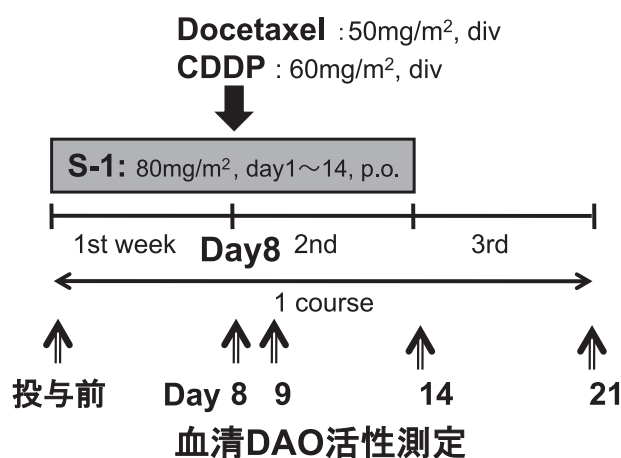 Docetaxel : 50mg/m², div
CDDP : 60mg/m², div
S-1: 80mg/m², day1～14, p.o.
1st week Day8 2nd 3rd
1 course
投与前 Day 8 9 14 21
血清DAO活性測定